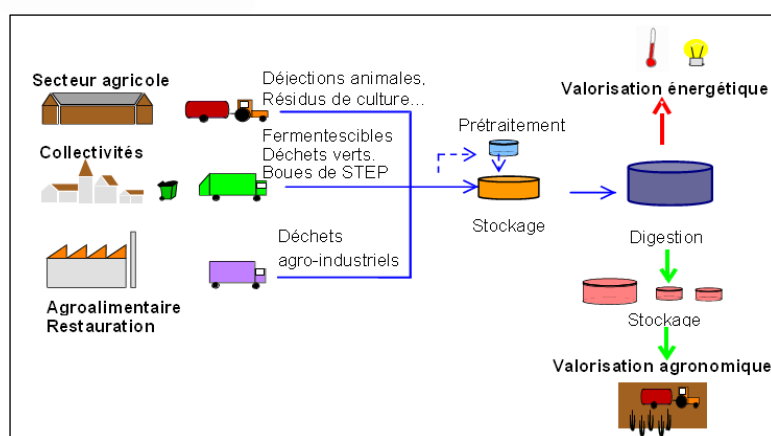 Secteur agricole
Déjections animales,
Résidus de culture...
Collectivités
Fermentescibles
Déchets verts.
Boues de STEP
Déchets
agro-industriels
Agroalimentaire
Restauration
Prétraitement
Stockage
Valorisation énergétique
Digestion
Stockage
Valorisation agronomique